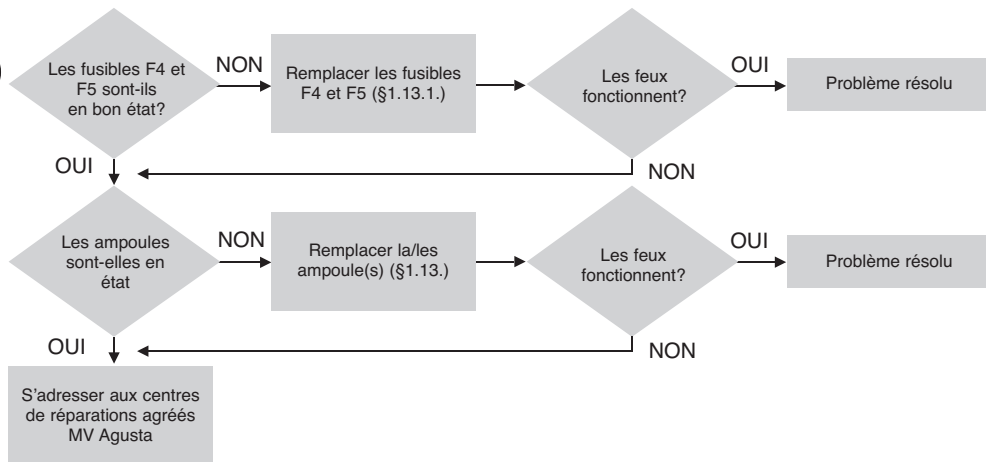 Les fusibles F4 et
F5 sont-ils
en bon état?
NON
Remplacer les fusibles
F4 et F5 (§1.13.1.)
Les feux
fonctionnent?
OUI
Problème résolu
OUI
NON
Les ampoules
sont-elles en
état
NON
Remplacer la/les
ampoule(s) (§1.13.)
Les feux
fonctionnent?
OUI
Problème résolu
OUI
NON
S'adresser aux centres
de réparations agréés
MV Agusta